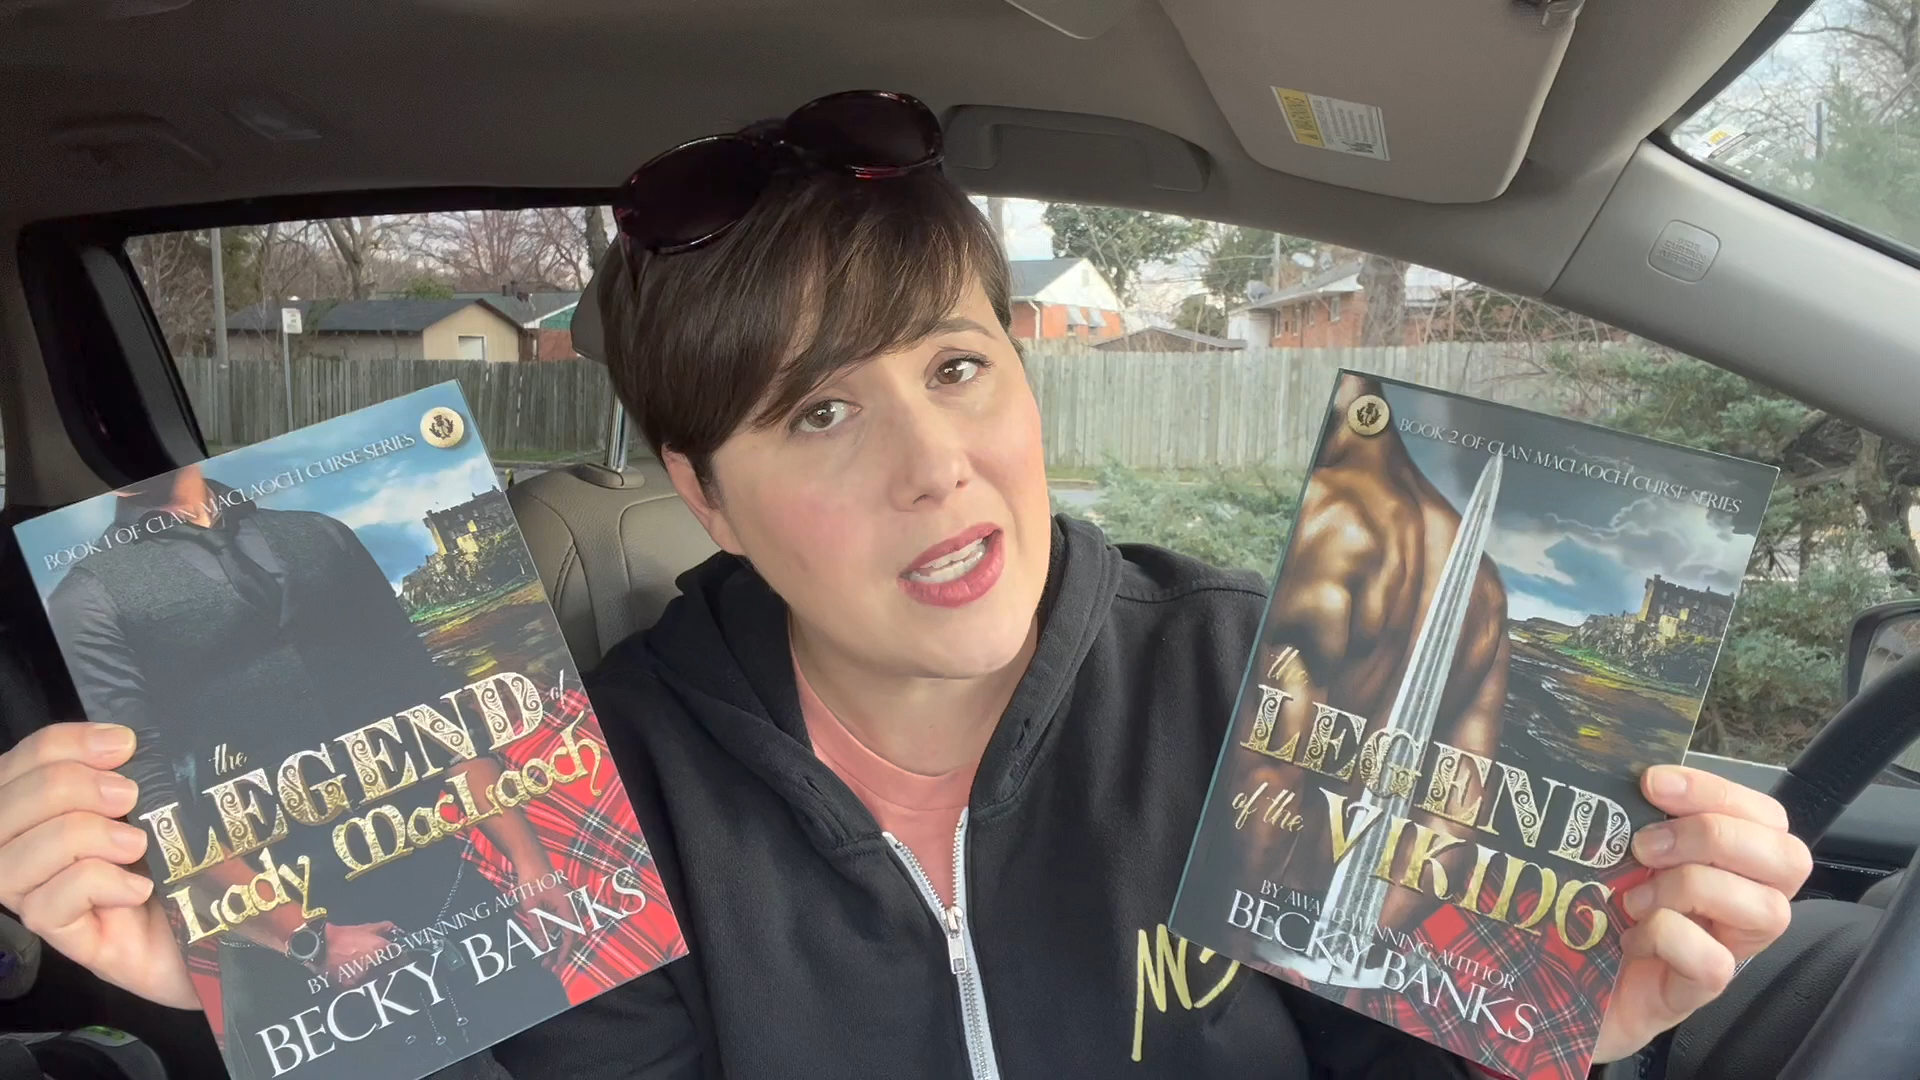 BOOK 1 OF CLAN MACLAOCH CURSE SERIES
the
LEGEND of
Lady MacLaoch
BY AWARD-WINNING AUTHOR
BECKY BANKS
BOOK 2 OF CLAN MACLAOCH CURSE SERIES
the
LEGEND
of the VIKING
BY AWARD-WINNING AUTHOR
BECKY BANKS
WARNING